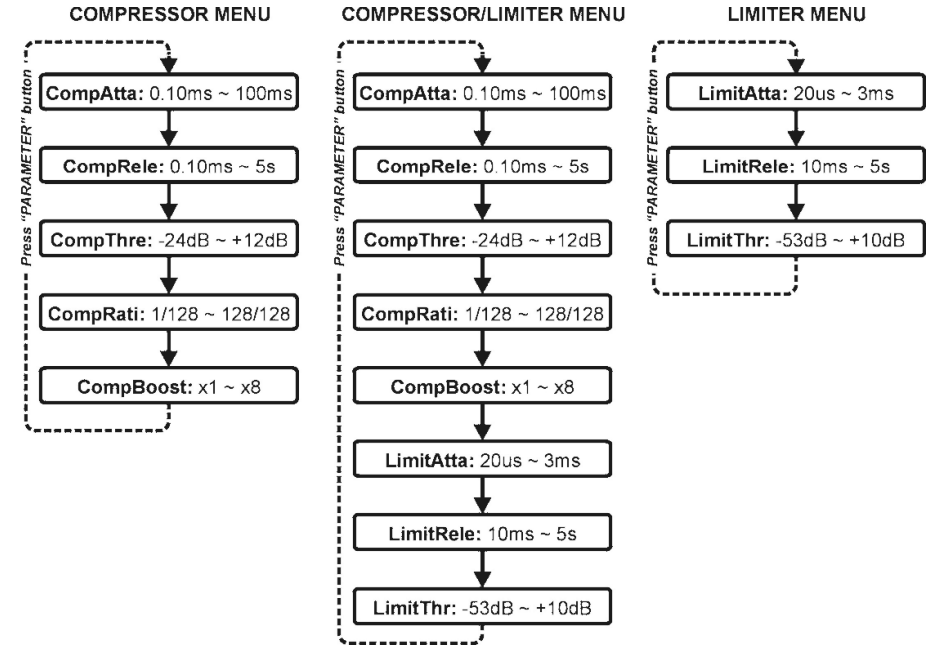 COMPRESSOR MENU
Press “PARAMETER” button
CompAtta: 0.10ms ~ 100ms
CompRele: 0.10ms ~ 5s
CompThre: -24dB ~ +12dB
CompRati: 1/128 ~ 128/128
CompBoost: x1 ~ x8
COMPRESSOR/LIMITER MENU
Press “PARAMETER” button
CompAtta: 0.10ms ~ 100ms
CompRele: 0.10ms ~ 5s
CompThre: -24dB ~ +12dB
CompRati: 1/128 ~ 128/128
CompBoost: x1 ~ x8
LimitAtta: 20us ~ 3ms
LimitRele: 10ms ~ 5s
LimitThr: -53dB ~ +10dB
LIMITER MENU
Press “PARAMETER” button
LimitAtta: 20us ~ 3ms
LimitRele: 10ms ~ 5s
LimitThr: -53dB ~ +10dB